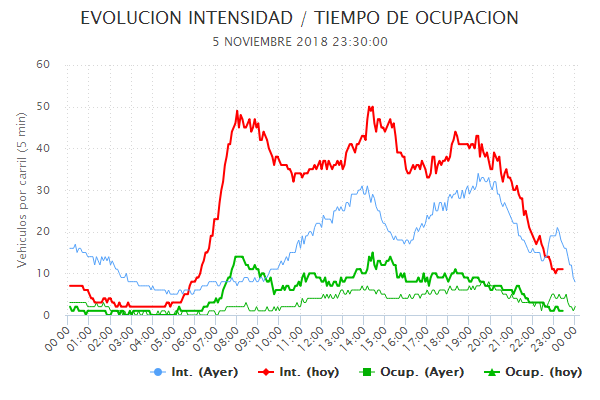 EVOLUCION INTENSIDAD / TIEMPO DE OCUPACION
5 NOVIEMBRE 2018 23:30:00
Vehiculos por carril (5 min)
60
50
40
30
20
10
0
00:00 01:00 02:00 03:00 04:00 05:00 06:00 07:00 08:00 09:00 10:00 11:00 12:00 13:00 14:00 15:00 16:00 17:00 18:00 19:00 20:00 21:00 22:00 23:00 00:00
Int. (Ayer) Int. (hoy) Ocup. (Ayer) Ocup. (hoy)